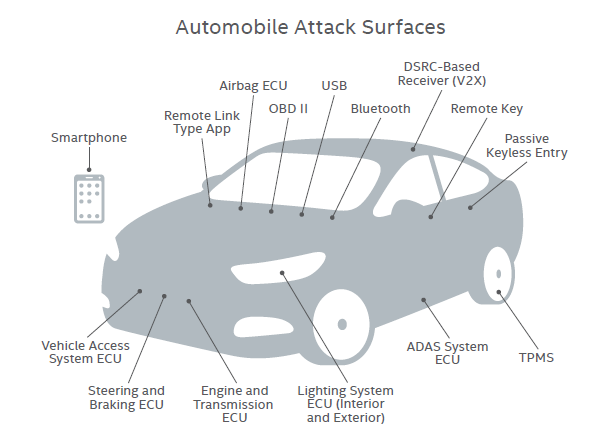 Automobile Attack Surfaces
DSRC-Based
Receiver (V2X)
Airbag ECU
USB
OBD II
Bluetooth
Remote Key
Remote Link
Type App
Smartphone
Passive
Keyless Entry
Vehicle Access
System ECU
ADAS System
ECU
TPMS
Steering and
Braking ECU
Engine and
Transmission
ECU
Lighting System
ECU (Interior
and Exterior)